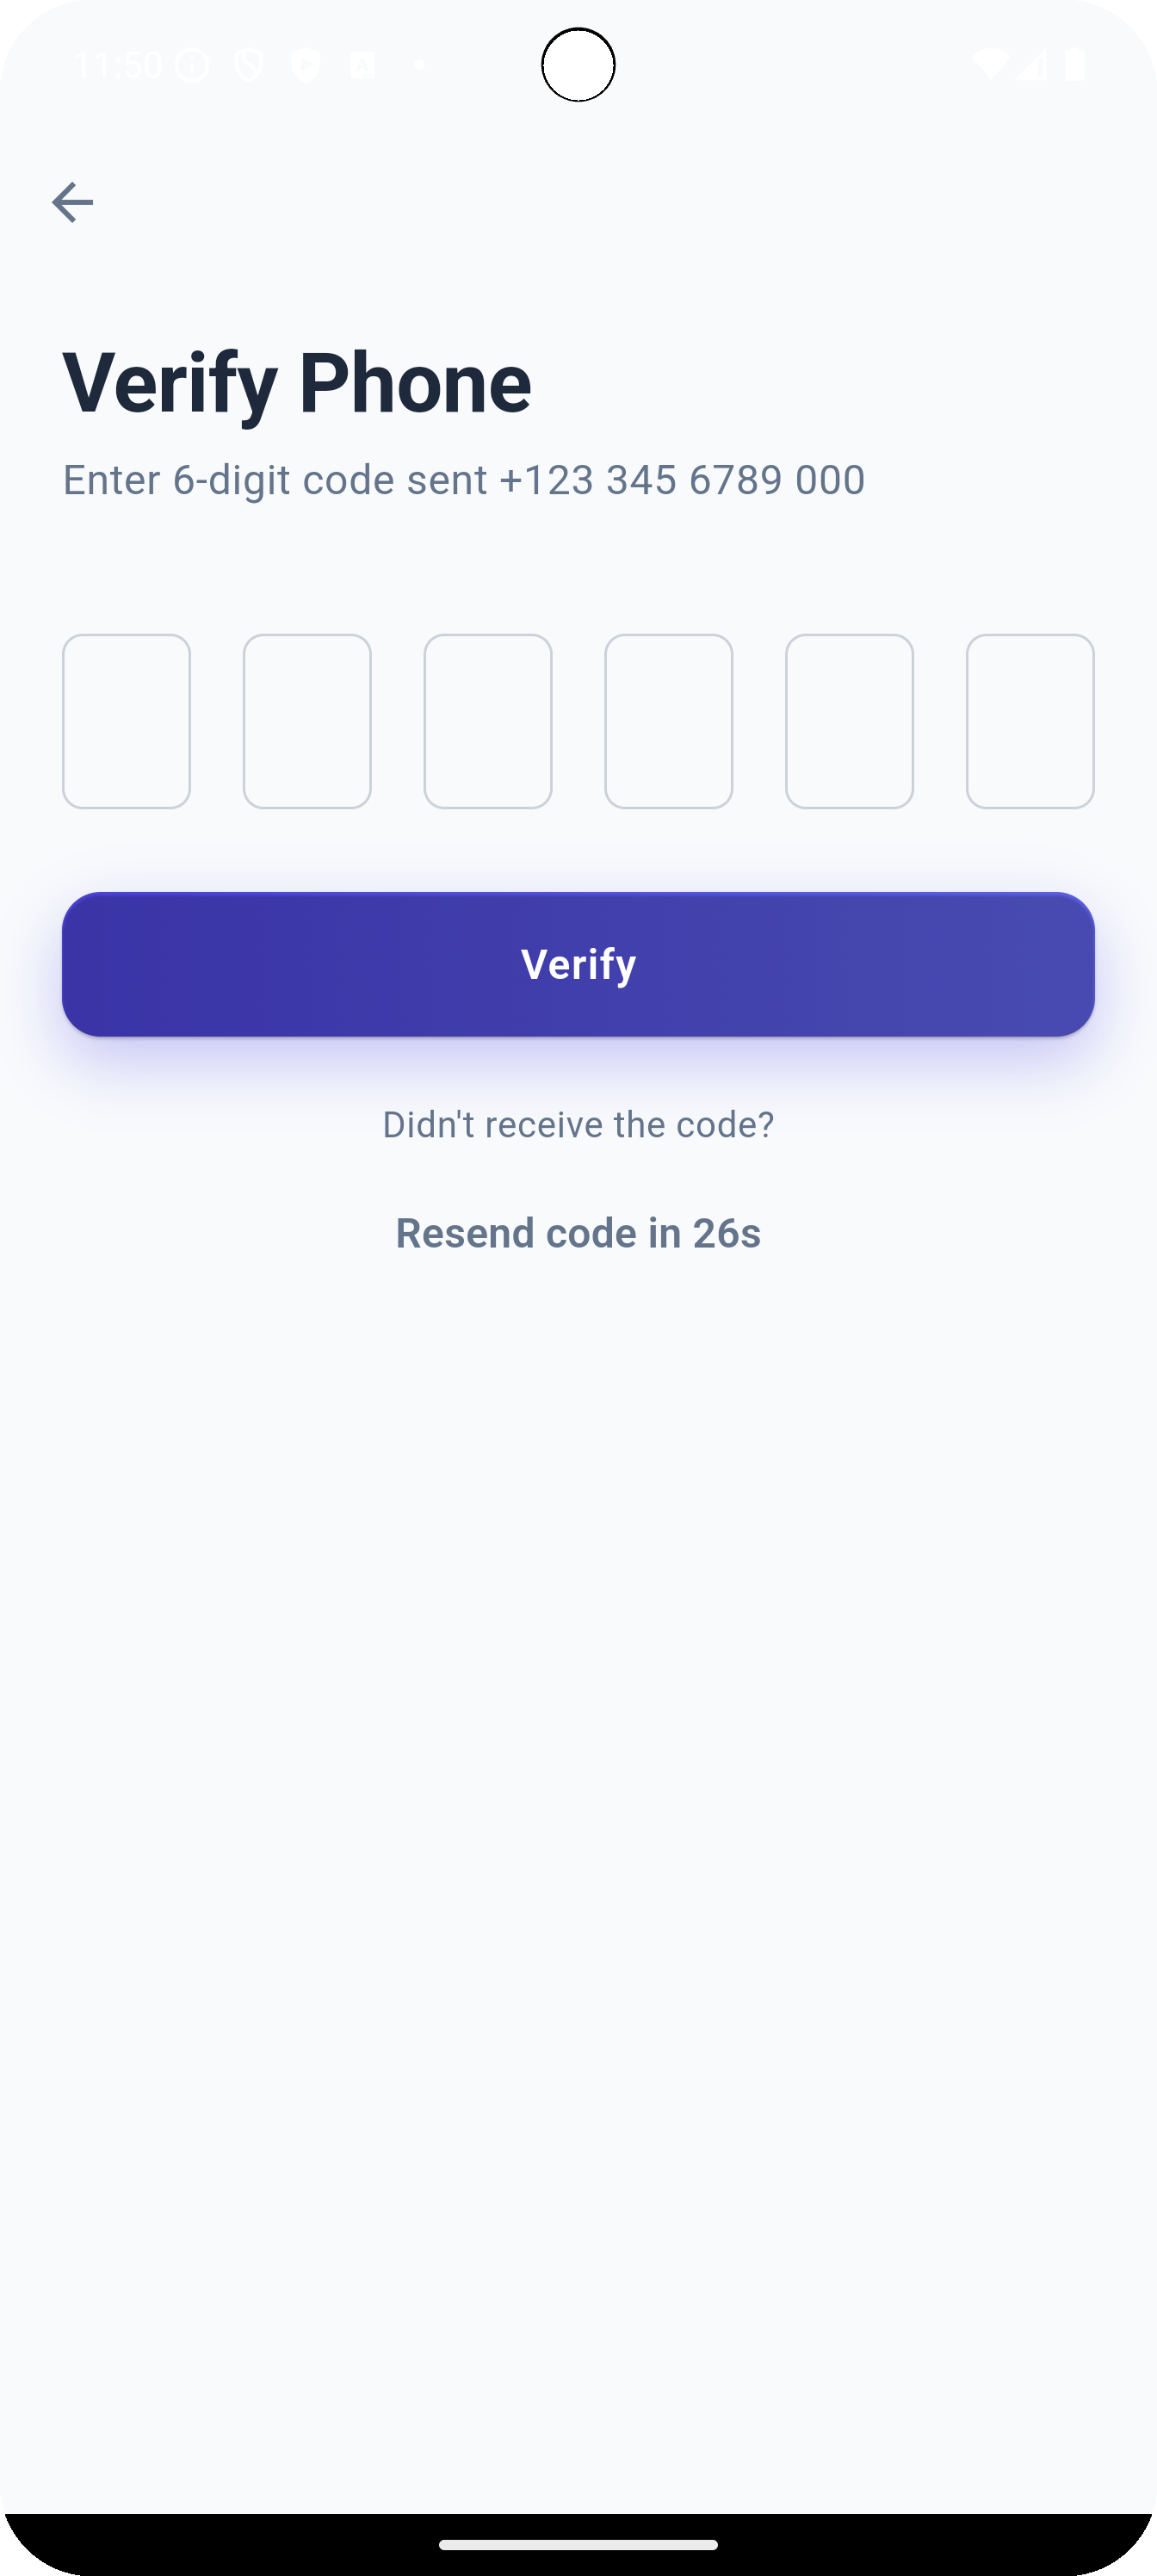 11:50
Verify Phone
Enter 6-digit code sent +123 345 6789 000
Verify
Didn't receive the code?
Resend code in 26s